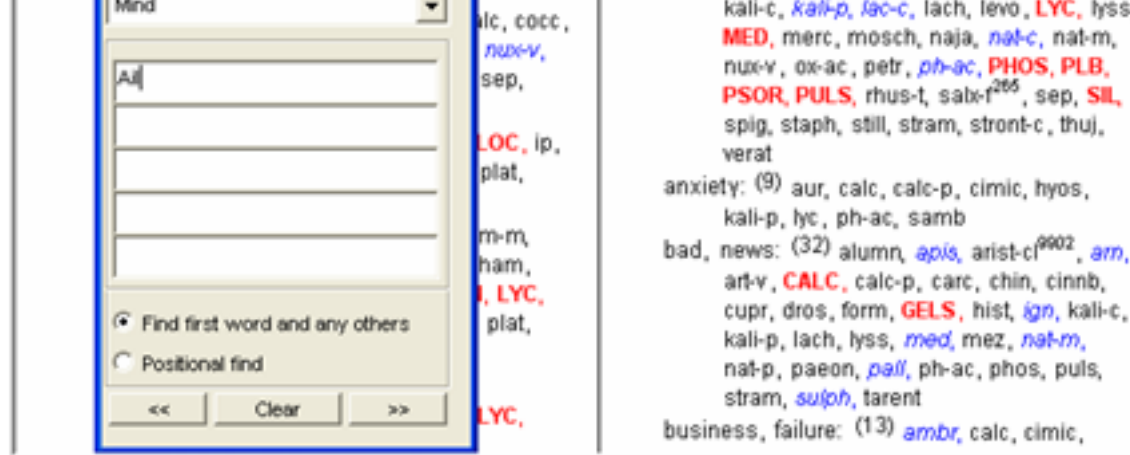 Mind
Ail
Find first word and any others
Positional find
<< Clear >>
alc, cocc,
nux-v,
sep,
LOC, ip,
plat,
m-m,
ham,
LYC,
plat,
LYC,
kali-c, kali-p, lac-c, lach, levo, LYC, lyss
MED, merc, mosch, naja, nat-c, nat-m,
nux-v, ox-ac, petr, ph-ac, PHOS, PLB,
PSOR, PULS, rhus-t, salx-f265, sep, SIL,
spig, staph, still, stram, stront-c, thuj,
verat
anxiety: (9) aur, calc, calc-p, cimic, hyos,
kali-p, lyc, ph-ac, samb
bad, news: (32) alumn, apis, arist-cl9902, arn,
art-v, CALC, calc-p, carc, chin, cinnb,
cupr, dros, form, GELS, hist, ign, kali-c,
kali-p, lach, lyss, med, mez, nat-m,
nat-p, paeon, pall, ph-ac, phos, puls,
stram, sulph, tarent
business, failure: (13) ambr, calc, cimic,